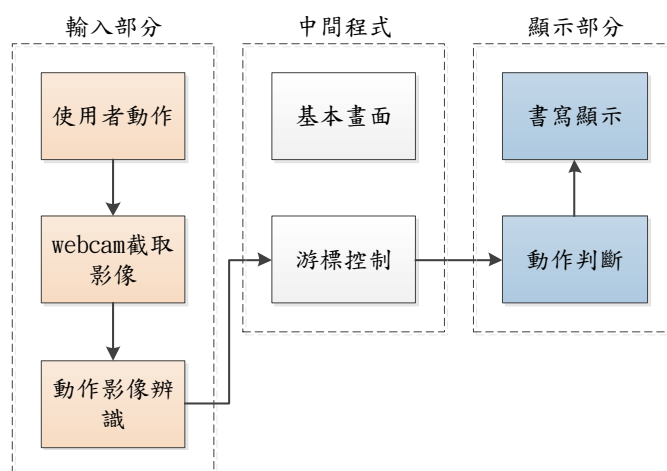 輸入部分
使用者動作
webcam截取
影像
動作影像辨
識
中間程式
基本畫面
游標控制
顯示部分
書寫顯示
動作判斷